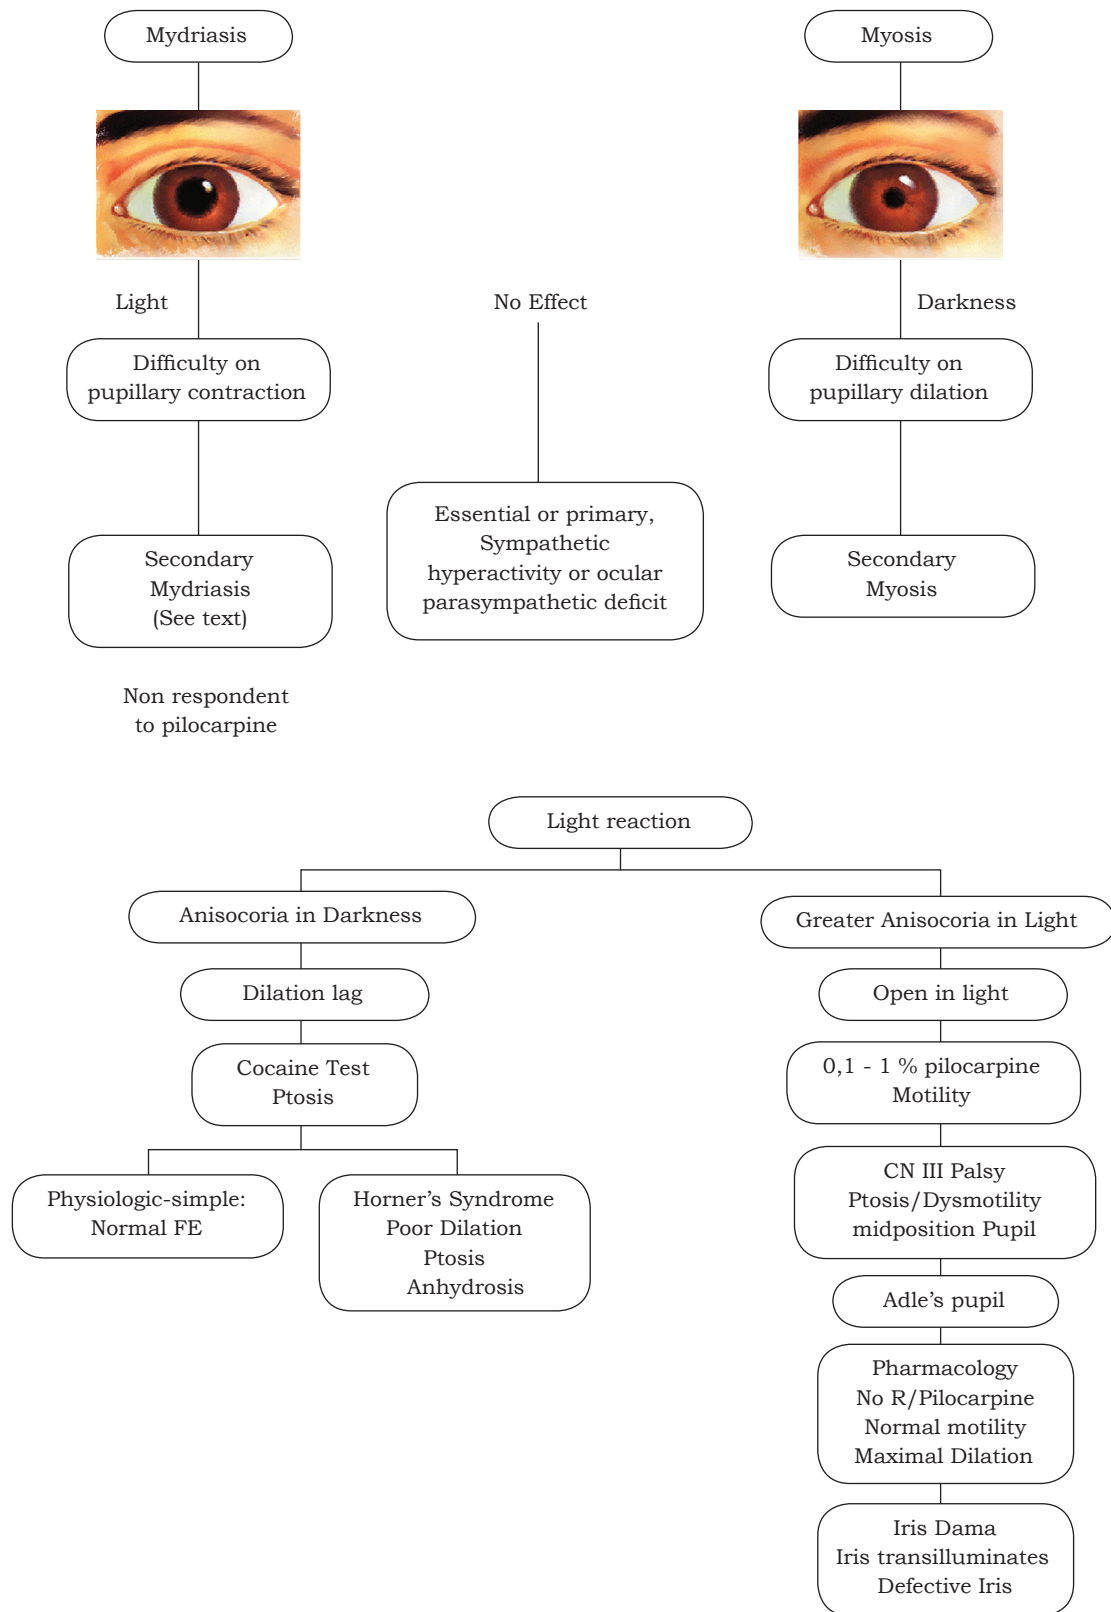 Mydriasis
Myosis
Light
No Effect
Darkness
Difficulty on
pupillary contraction
Difficulty on
pupillary dilation
Essential or primary,
Sympathetic
hyperactivity or ocular
parasympathetic deficit
Secondary
Mydriasis
(See text)
Secondary
Myosis
Non respondent
to pilocarpine
Light reaction
Anisocoria in Darkness
Greater Anisocoria in Light
Dilation lag
Open in light
Cocaine Test
Ptosis
0,1 - 1 % pilocarpine
Motility
Physiologic-simple:
Normal FE
Horner's Syndrome
Poor Dilation
Ptosis
Anhydrosis
CN III Palsy
Ptosis/Dysmotility
midposition Pupil
Adle's pupil
Pharmacology
No R/Pilocarpine
Normal motility
Maximal Dilation
Iris Dama
Iris transilluminates
Defective Iris